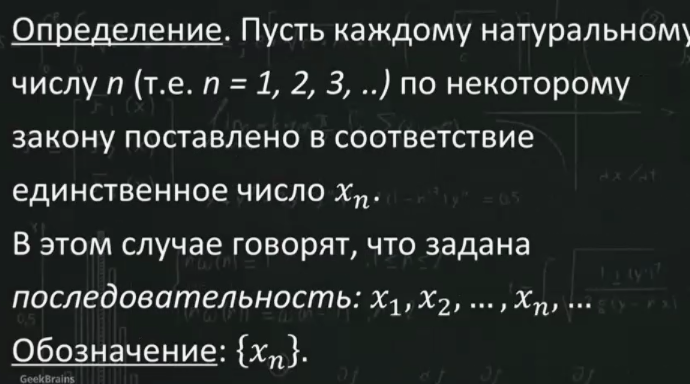 Определение. Пусть каждому натуральному
числу n (т.е. n = 1, 2, 3, ..) по некоторому
закону поставлено в соответствие
единственное число xₙ.
В этом случае говорят, что задана
последовательность: x₁, x₂, ... , xₙ, ...
Обозначение: {xₙ}.
GeekBrains